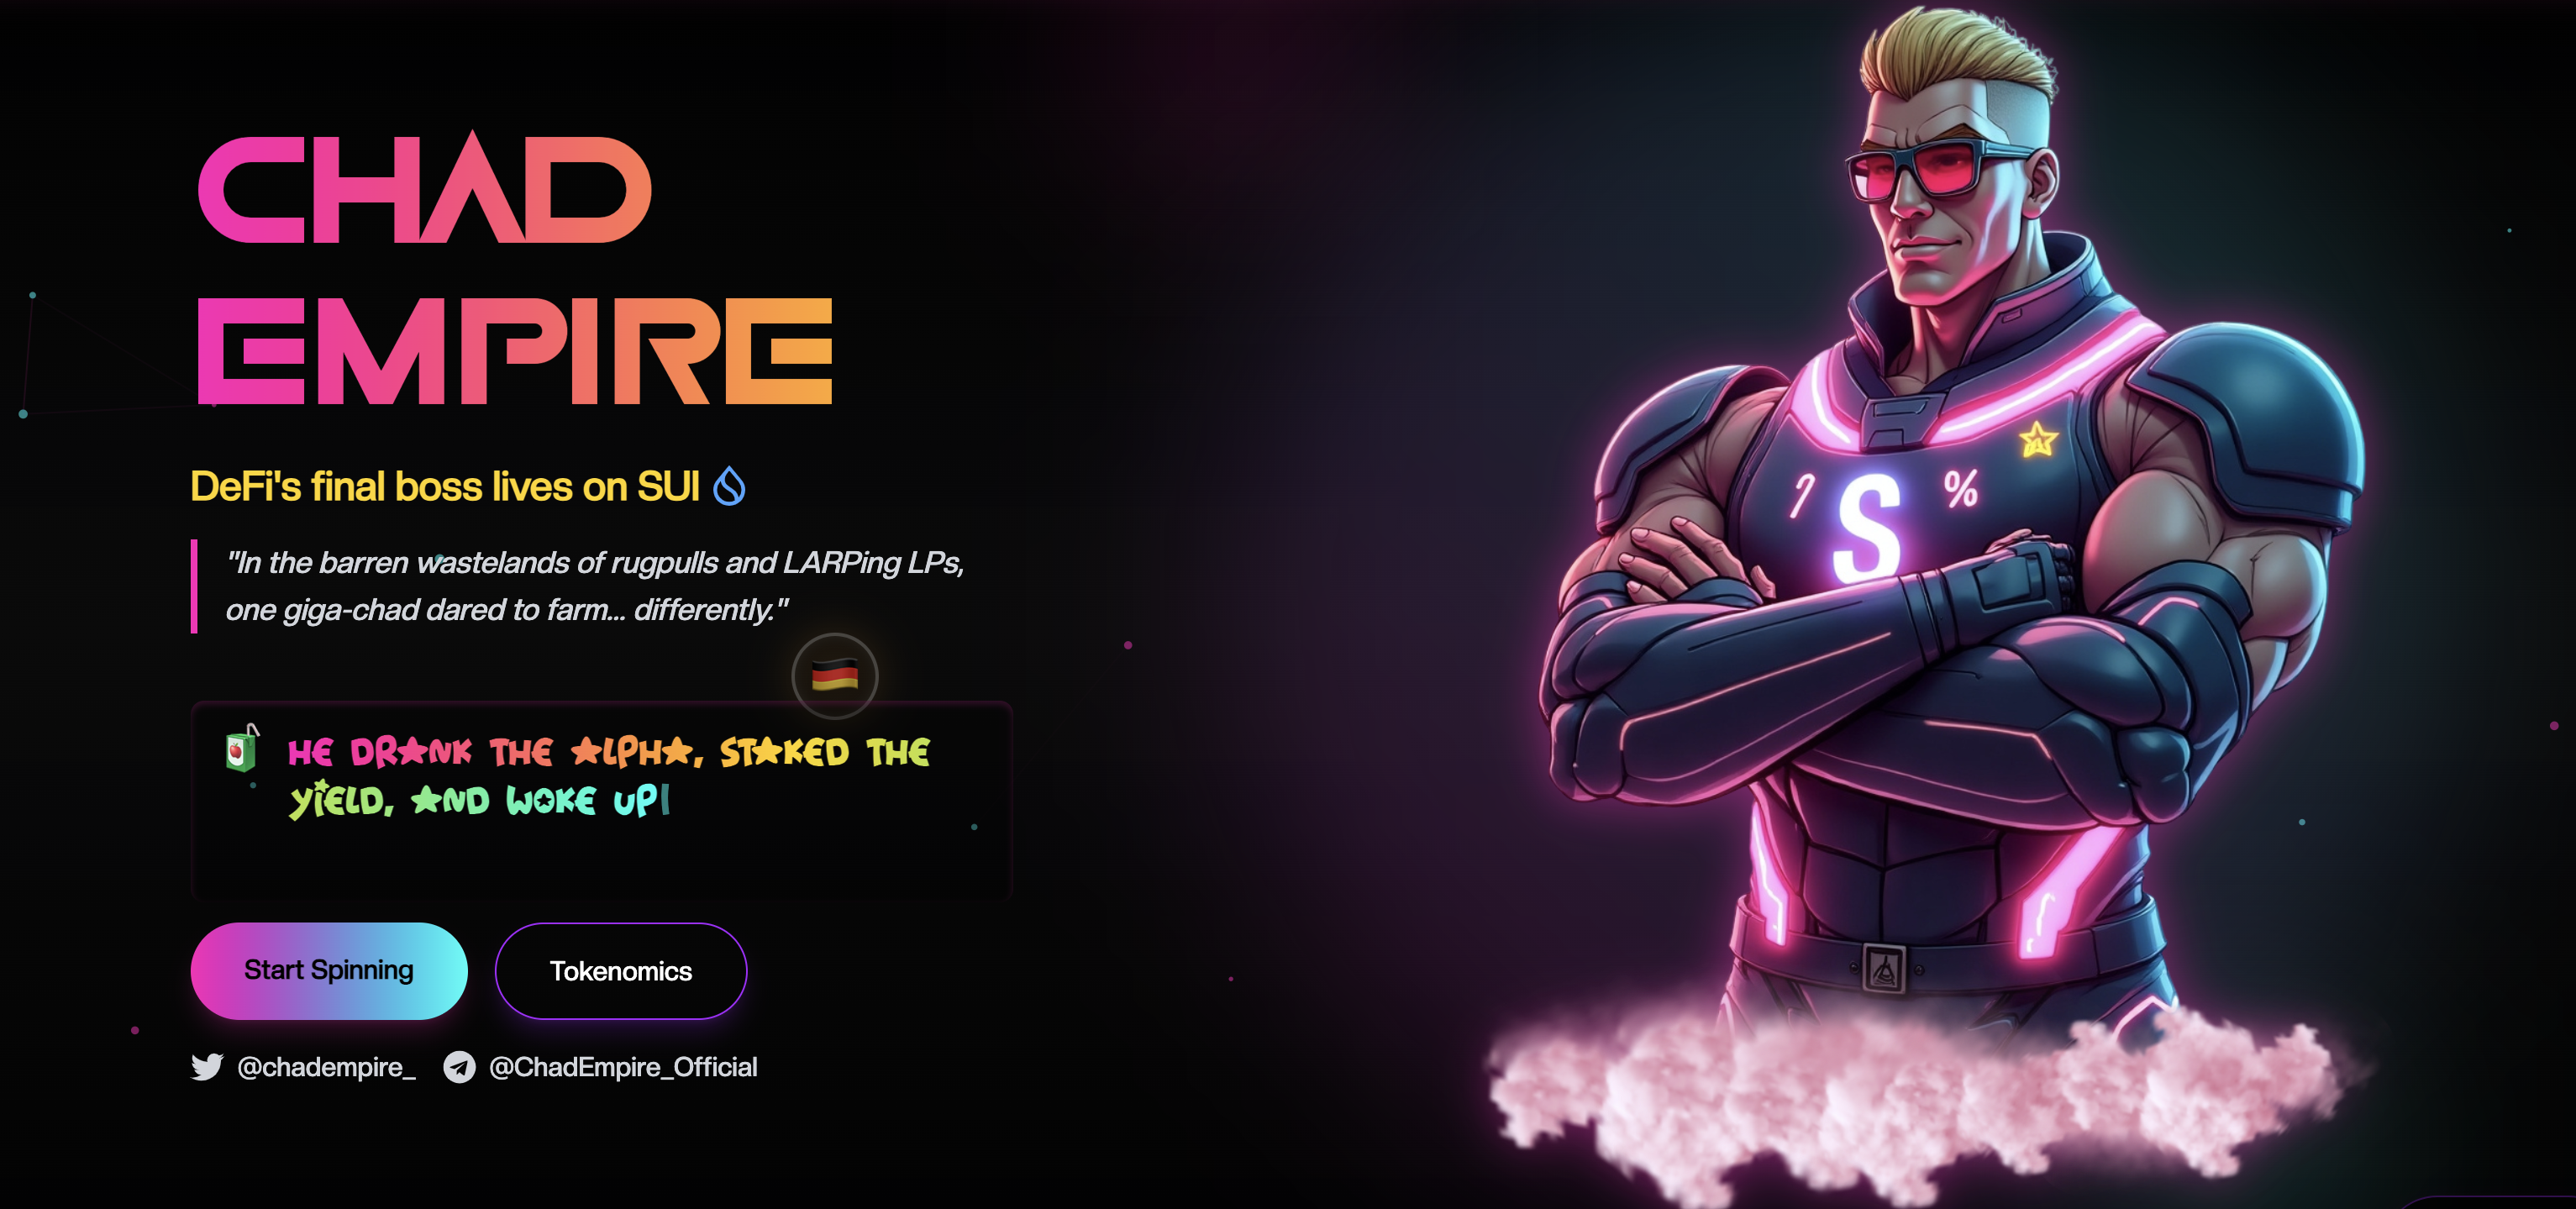 CHAD
EMPIRE
DeFi's final boss lives on SUI
"In the barren wastelands of rugpulls and LARPing LPs,
one giga-chad dared to farm... differently."
HE DRANK THE ALPHA, STAKED THE
YiELD, AND WOKE UP
Start Spinning
Tokenomics
@chadempire_
@ChadEmpire_Official
S
%